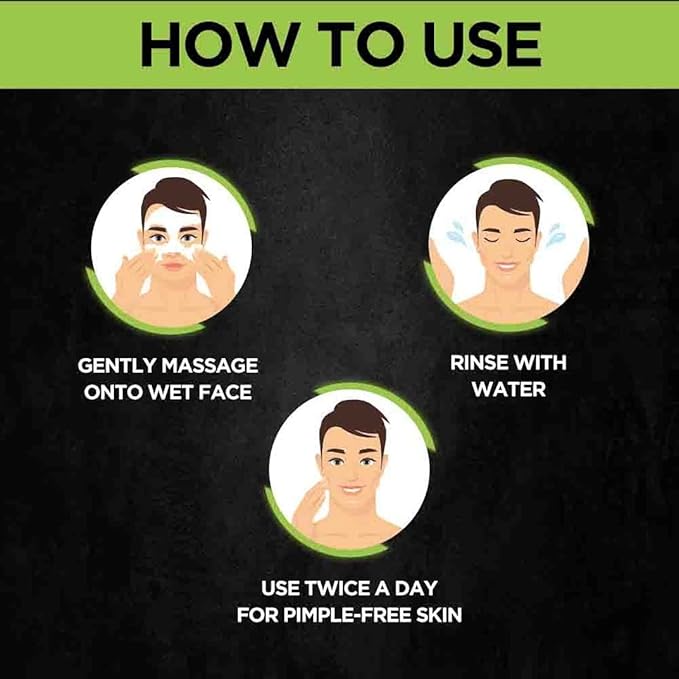 HOW TO USE
GENTLY MASSAGE
ONTO WET FACE
RINSE WITH
WATER
USE TWICE A DAY
FOR PIMPLE-FREE SKIN